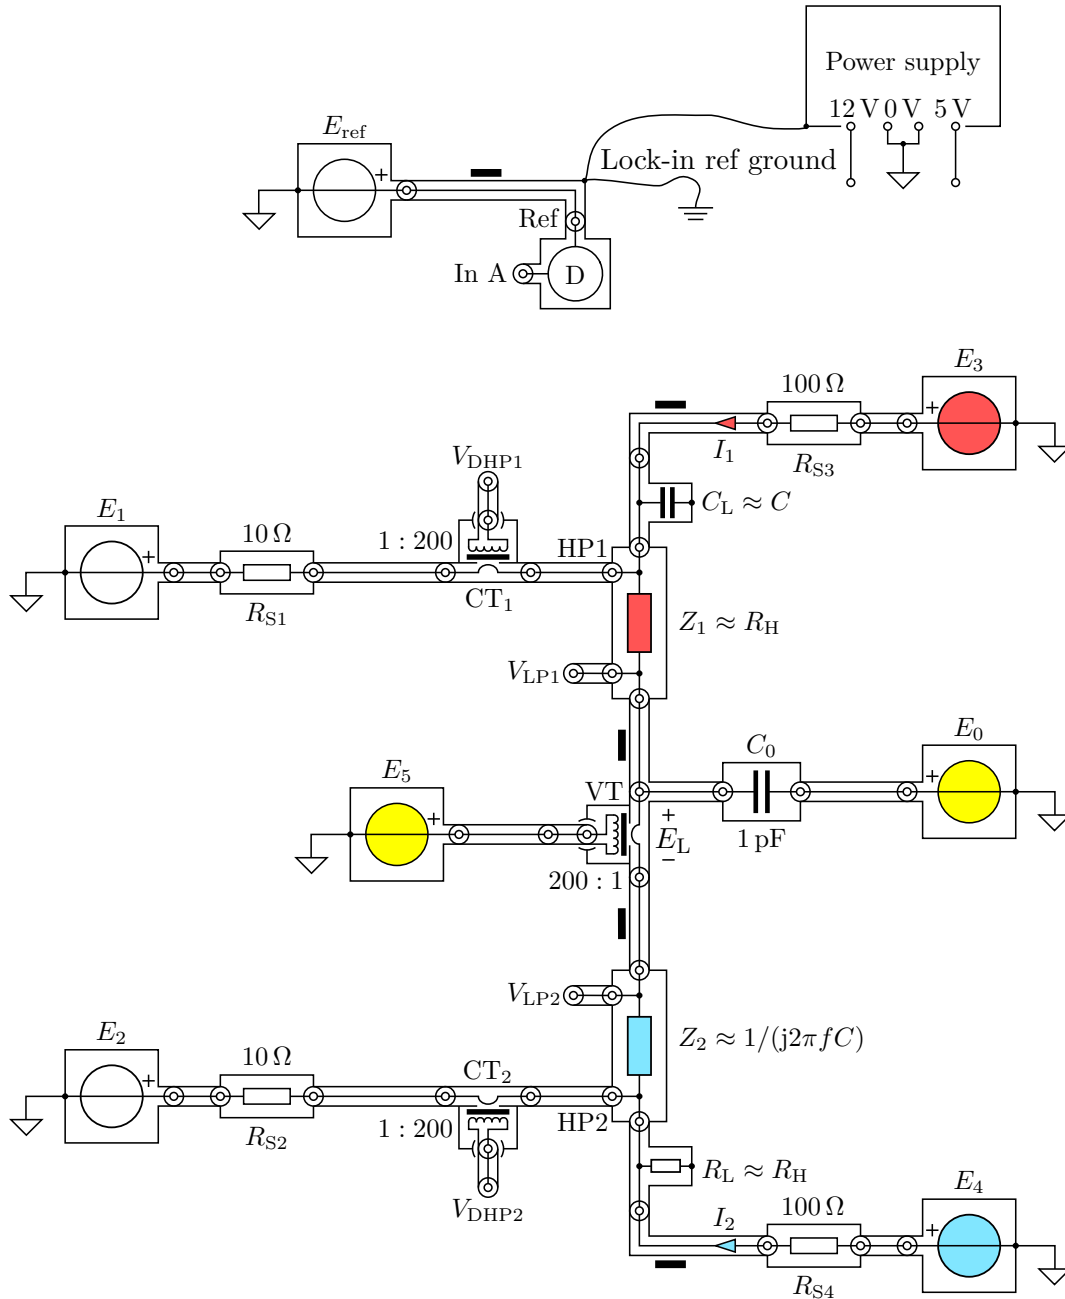 Power supply
12 V 0 V 5 V
E_ref
+
Lock-in ref ground
Ref
In A
D
E_3
100 Ω
+
I_1
R_S3
V_DHP1
C_L ≈ C
E_1
10 Ω
1 : 200
HP1
+
CT_1
R_S1
Z_1 ≈ R_H
V_LP1
E_0
C_0
E_5
VT
+
+
+
E_L
−
1 pF
200 : 1
V_LP2
E_2
Z_2 ≈ 1/(j2πfC)
10 Ω
CT_2
+
HP2
1 : 200
R_S2
R_L ≈ R_H
E_4
V_DHP2
I_2
100 Ω
+
R_S4